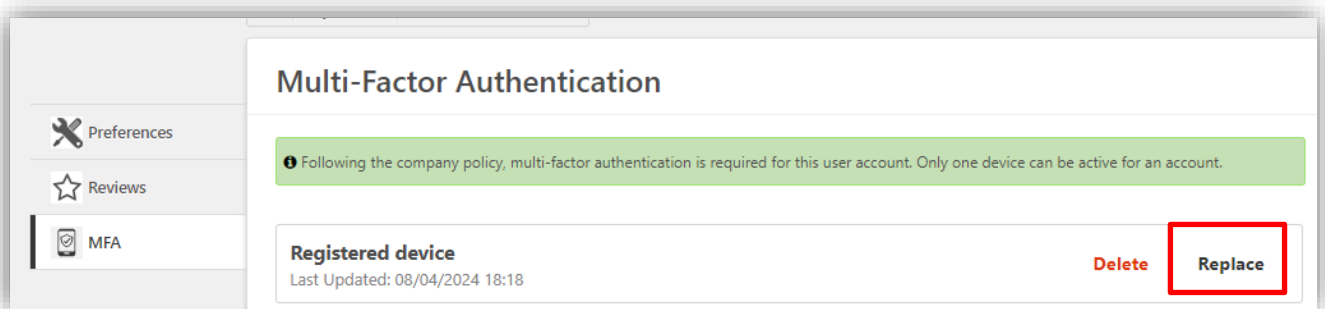 Multi-Factor Authentication
Preferences
Following the company policy, multi-factor authentication is required for this user account. Only one device can be active for an account.
Reviews
MFA
Registered device
Last Updated: 08/04/2024 18:18
Delete
Replace